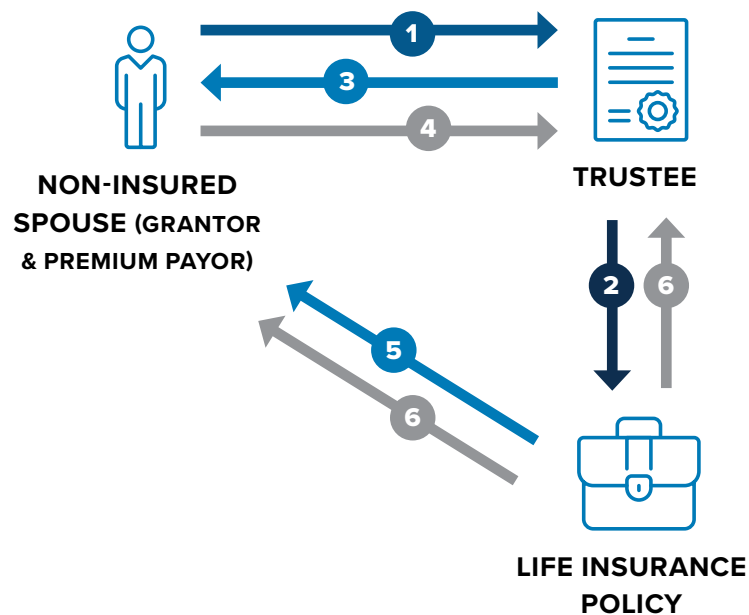 1
3
4
NON-INSURED
SPOUSE (GRANTOR
& PREMIUM PAYOR)
TRUSTEE
2
6
5
6
LIFE INSURANCE
POLICY